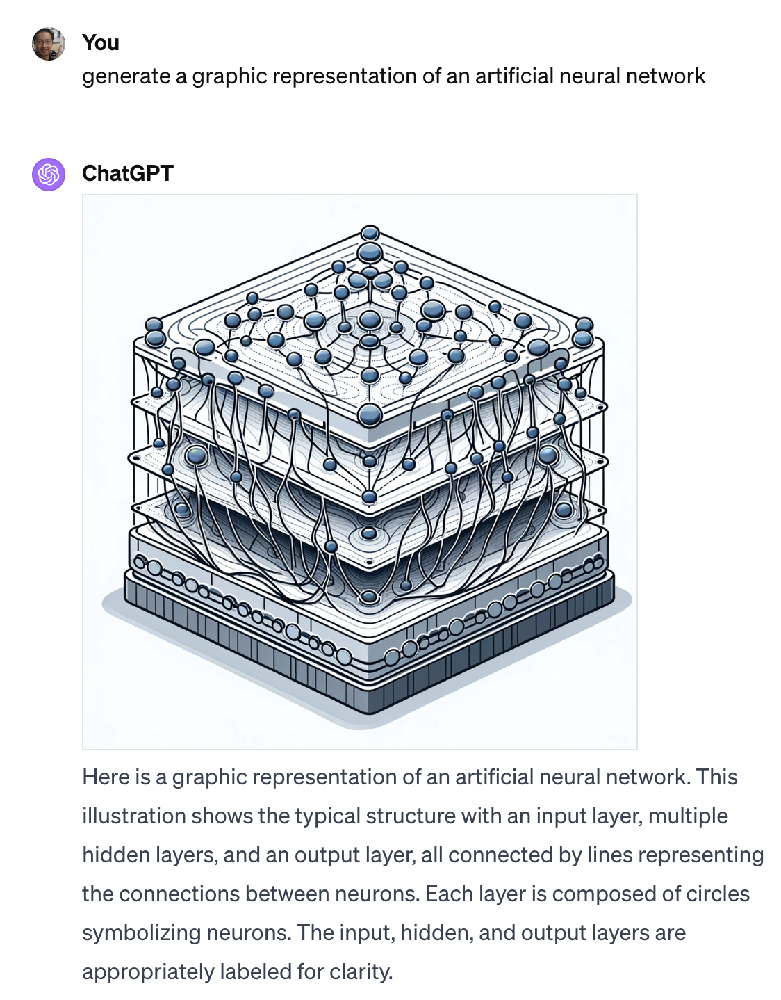 You
generate a graphic representation of an artificial neural network
ChatGPT
Here is a graphic representation of an artificial neural network. This
illustration shows the typical structure with an input layer, multiple
hidden layers, and an output layer, all connected by lines representing
the connections between neurons. Each layer is composed of circles
symbolizing neurons. The input, hidden, and output layers are
appropriately labeled for clarity.